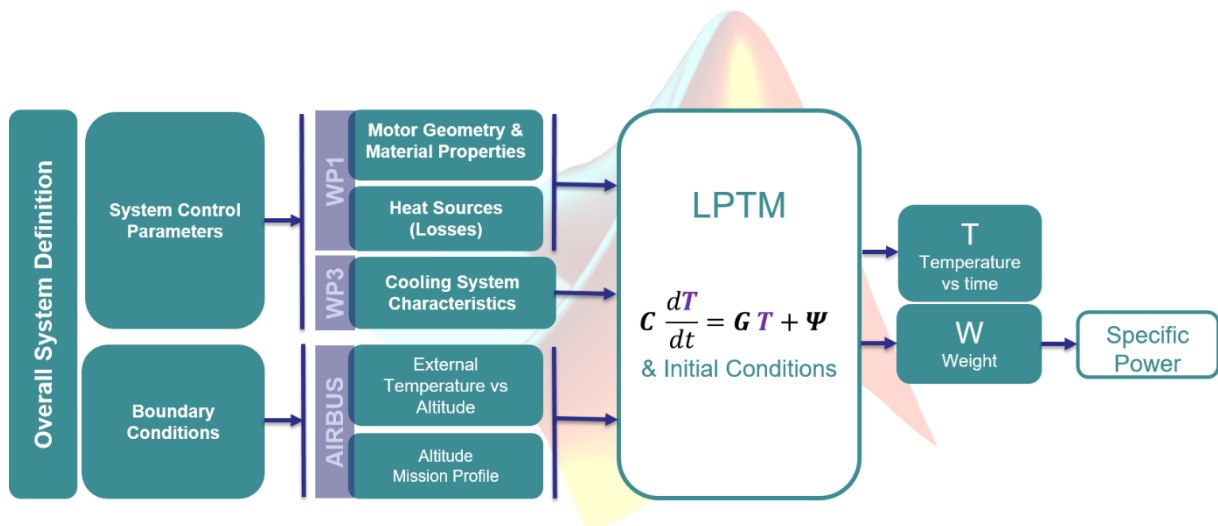 Overall System Definition
System Control
Parameters
Boundary
Conditions
WP1
Motor Geometry &
Material Properties
Heat Sources
(Losses)
WP3
Cooling System
Characteristics
AIRBUS
External
Temperature vs
Altitude
Altitude
Mission Profile
LPTM
C dT/dt = G T + Ψ
& Initial Conditions
T
Temperature
vs time
W
Weight
Specific
Power